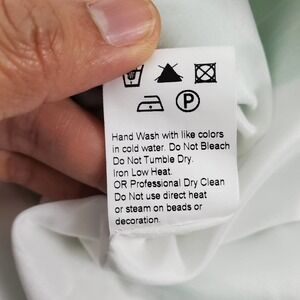 P
Hand Wash with like colors
in cold water. Do Not Bleach
Do Not Tumble Dry.
Iron Low Heat.
OR Professional Dry Clean
Do Not use direct heat
or steam on beads or
decoration.